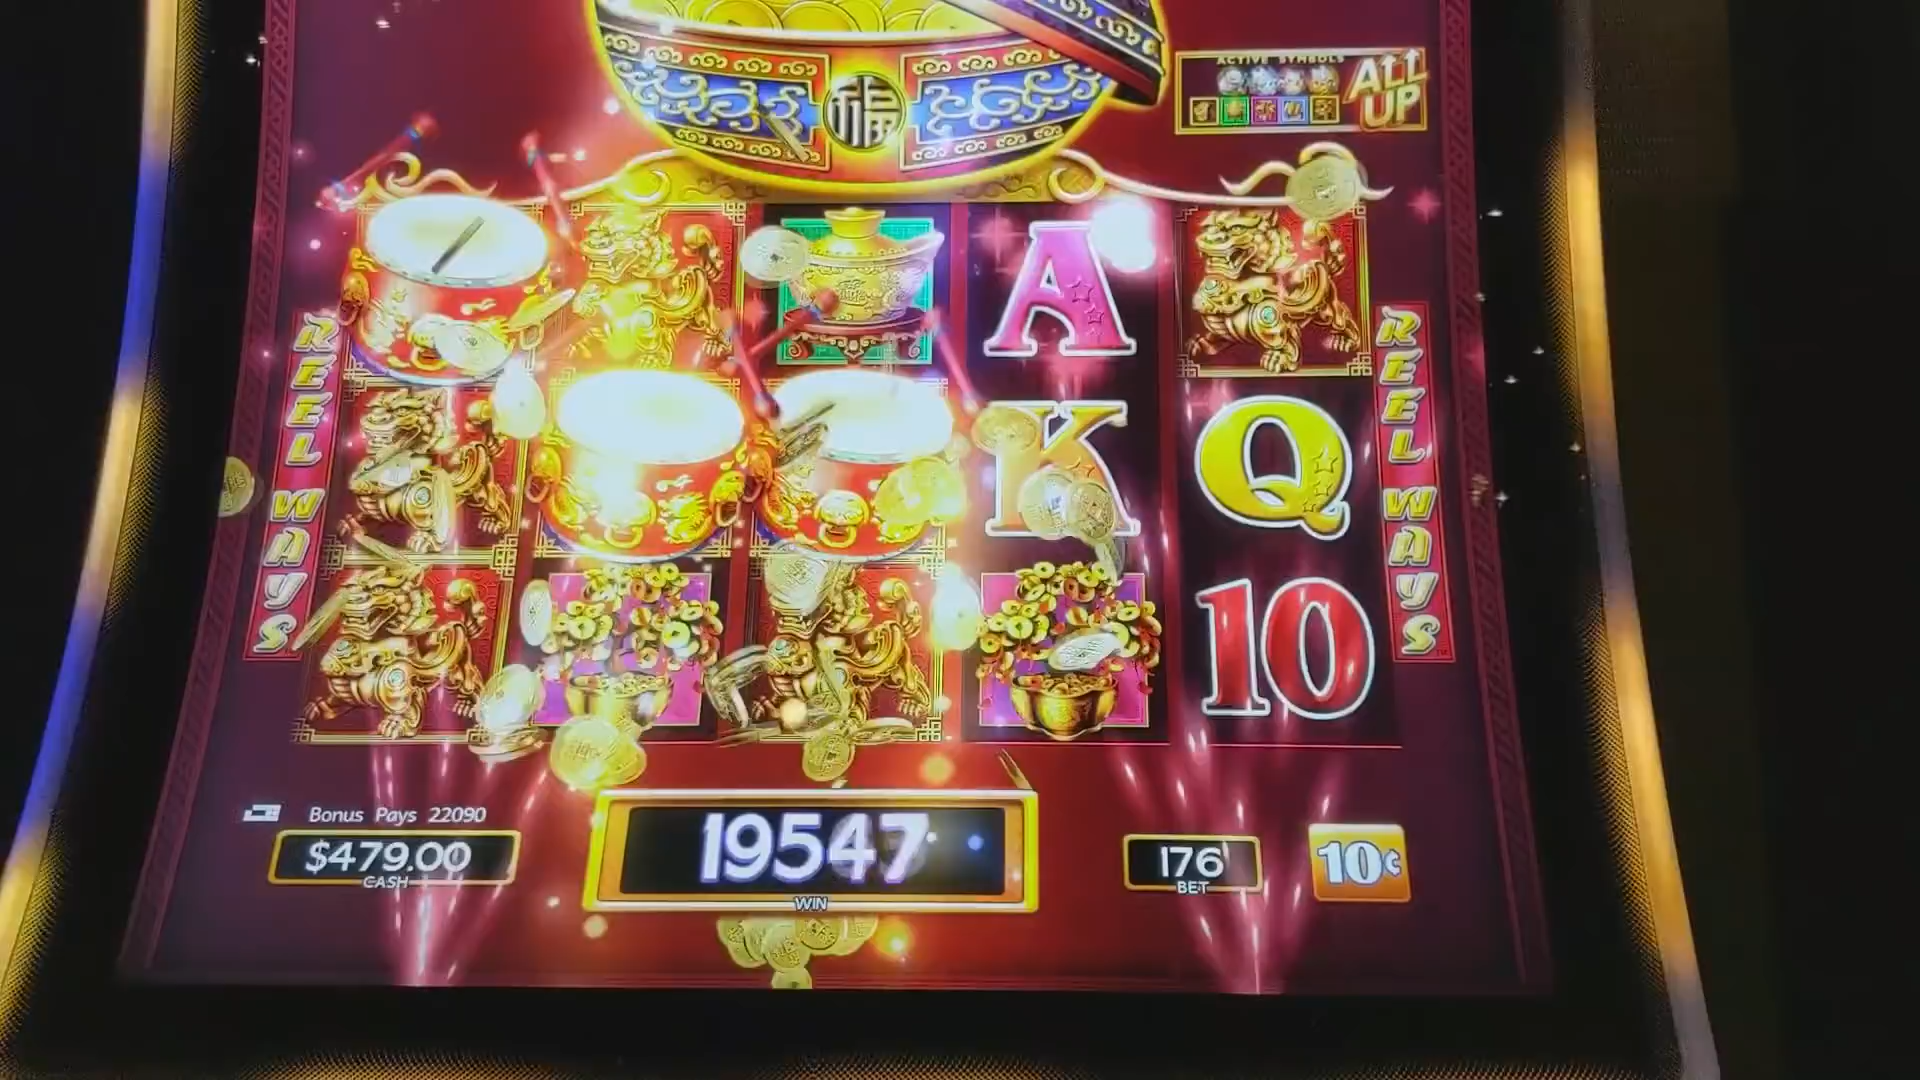 ACTIVE SYMBOLS
ALL
UP
福
REEL WAYS
A
K
Q
10
REEL WAYS™
Bonus Pays 22090
$479.00
CASH
19547
WIN
176
BET
10¢